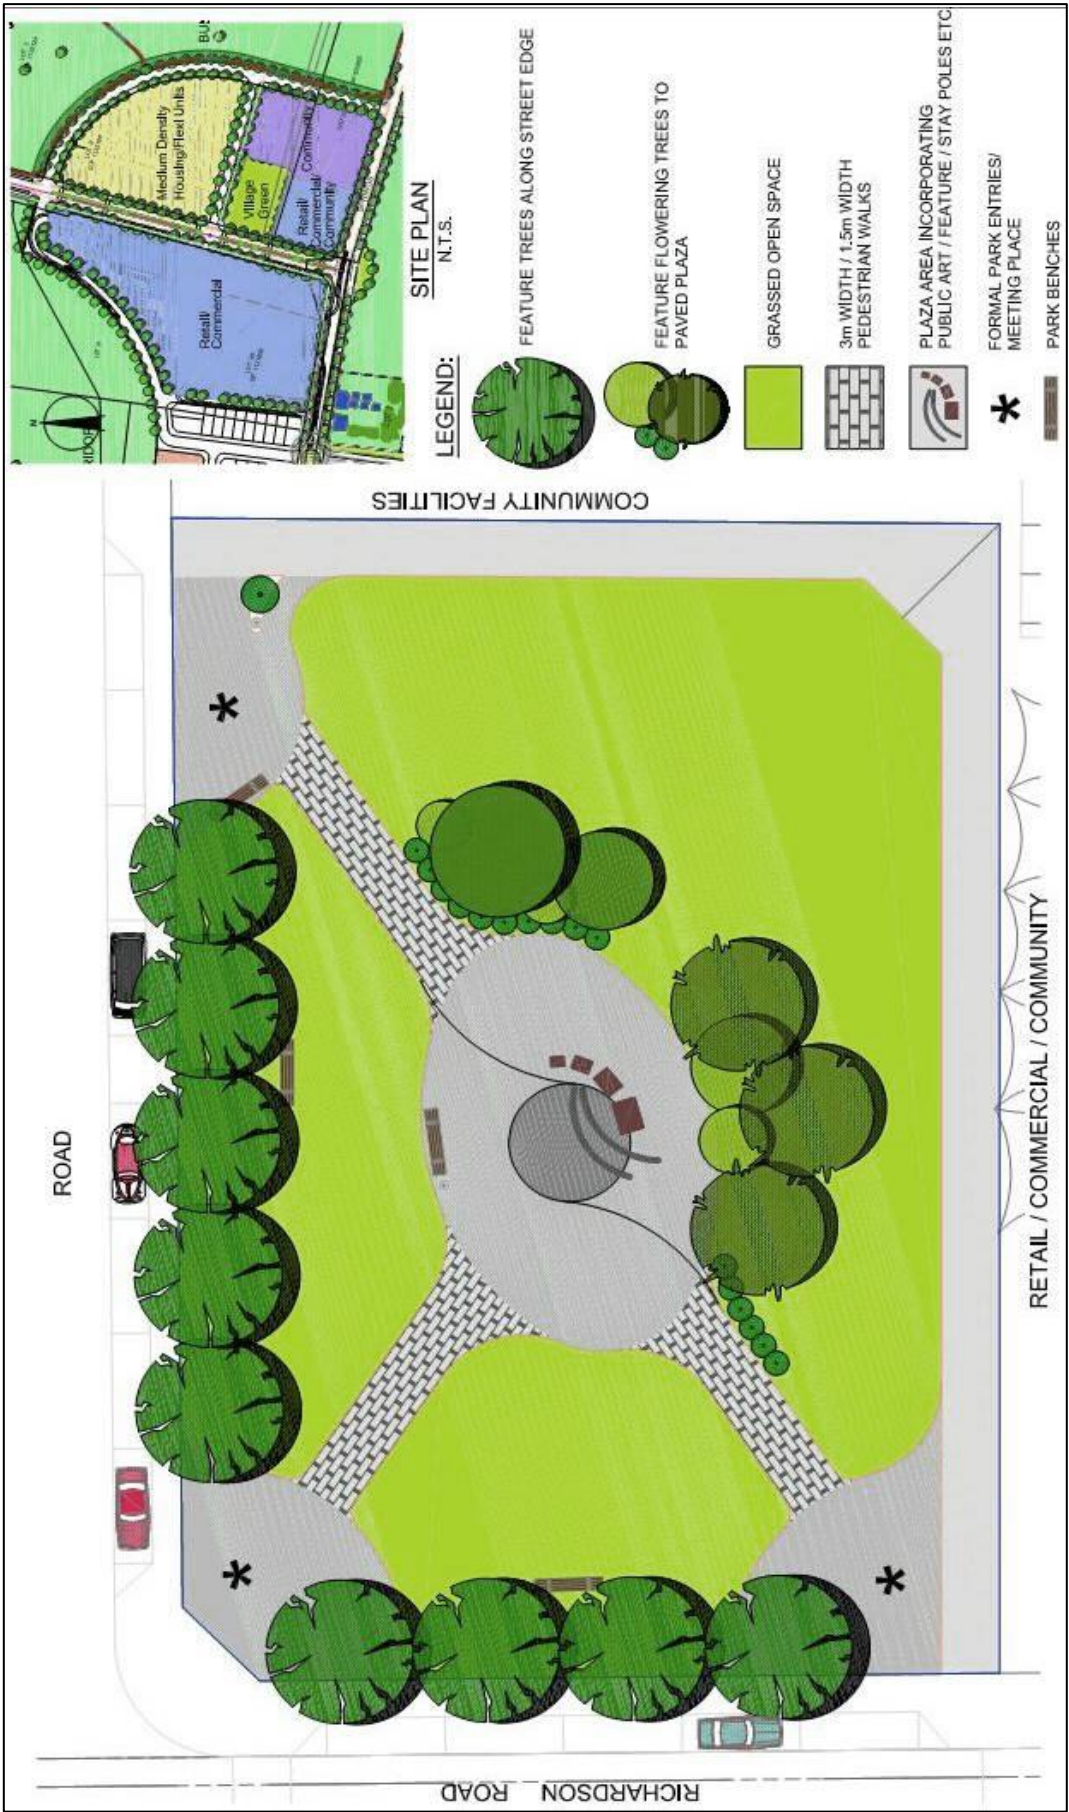 BU
Medium Density
Housing/Flexi Units
Village
Green
Community
Retail/
Commercial/
Community
Retail/
Commercial
N
SITE PLAN
N.T.S.
LEGEND:
FEATURE TREES ALONG STREET EDGE
FEATURE FLOWERING TREES TO
PAVED PLAZA
GRASSED OPEN SPACE
3m WIDTH / 1.5m WIDTH
PEDESTRIAN WALKS
PLAZA AREA INCORPORATING
PUBLIC ART / FEATURE / STAY POLES ETC
FORMAL PARK ENTRIES/
MEETING PLACE
PARK BENCHES
COMMUNITY FACILITIES
ROAD
RETAIL / COMMERCIAL / COMMUNITY
RICHARDSON ROAD